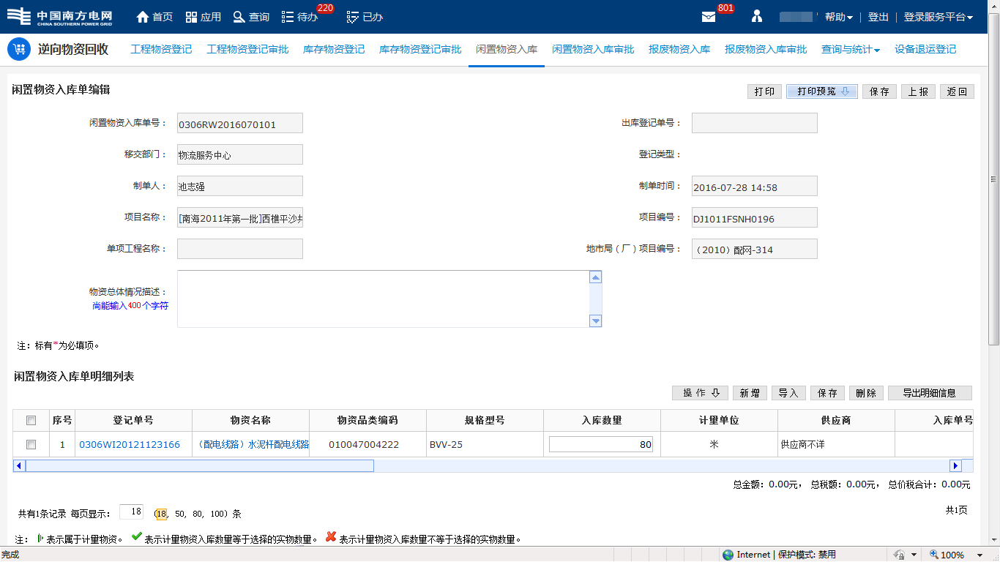 中国南方电网 CHINA SOUTHERN POWER GRID 首页 应用 查询 待办 220 已办 801 帮助 登出 登录服务平台
逆向物资回收 工程物资登记 工程物资登记审批 库存物资登记 库存物资登记审批 闲置物资入库 闲置物资入库审批 报废物资入库 报废物资入库审批 查询与统计 设备退运登记
闲置物资入库单编辑 打印 打印预览 保存 上报 返回
闲置物资入库单号： 0306RW2016070101 出库登记单号：
移交部门： 物流服务中心 登记类型：
制单人： 池志强 制单时间： 2016-07-28 14:58
项目名称： [南海2011年第一批]西樵平沙 项目编号： DJ1011FSNH0196
单项工程名称： 地市局（厂）项目编号： （2010）配网-314
物资总体情况描述：
尚能输入400个字符
注：标有*为必填项。
闲置物资入库单明细列表
操作 新增 导入 保存 删除 导出明细信息
序号 登记单号 物资名称 物资品类编码 规格型号 入库数量 计量单位 供应商 入库单号
1 0306WI20121123166 （配电线路）水泥杆配电线路 010047004222 BVV-25 80 米 供应商不详
总金额：0.00元， 总税额：0.00元， 总价税合计：0.00元
共有1条记录 每页显示： 18 (18, 50, 80, 100) 条 共1页
注： 表示属于计量物资。 表示计量物资入库数量等于选择的实物数量。 表示计量物资入库数量不等于选择的实物数量。
完成 Internet | 保护模式: 禁用 100%